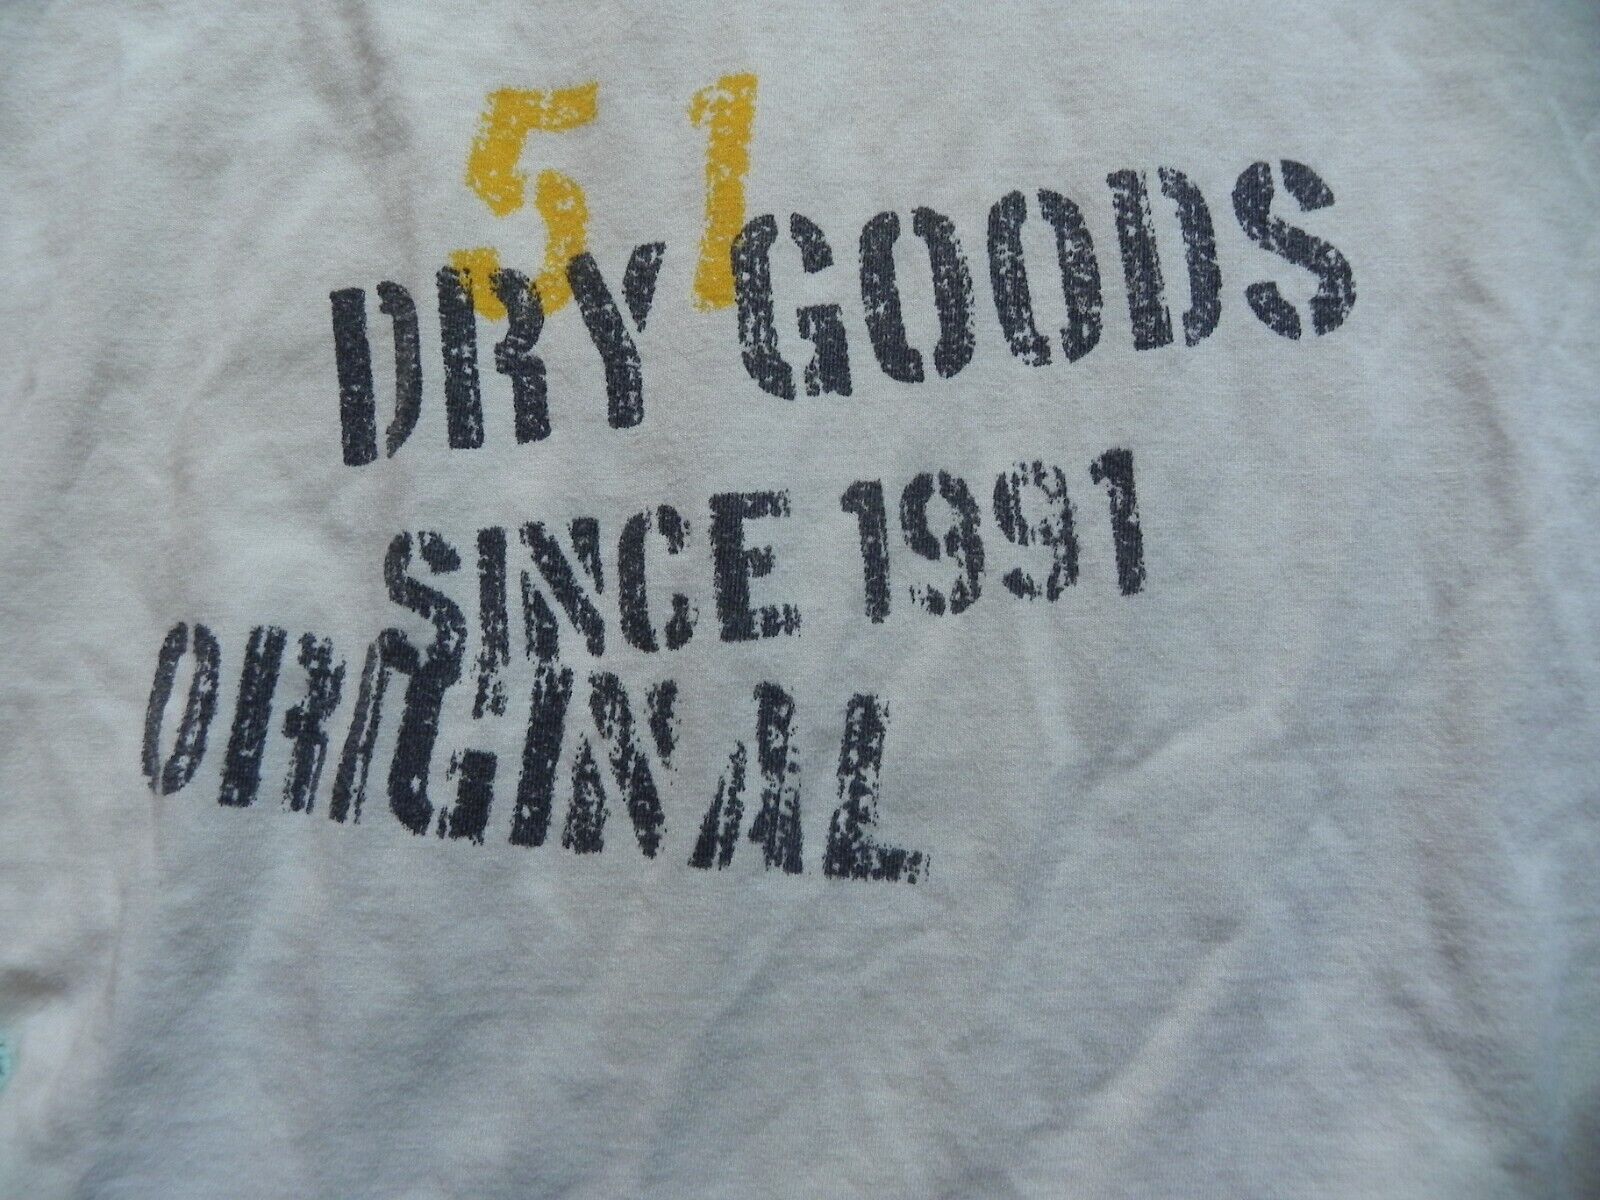 51
DRY GOODS
SINCE 1991
ORIGINAL